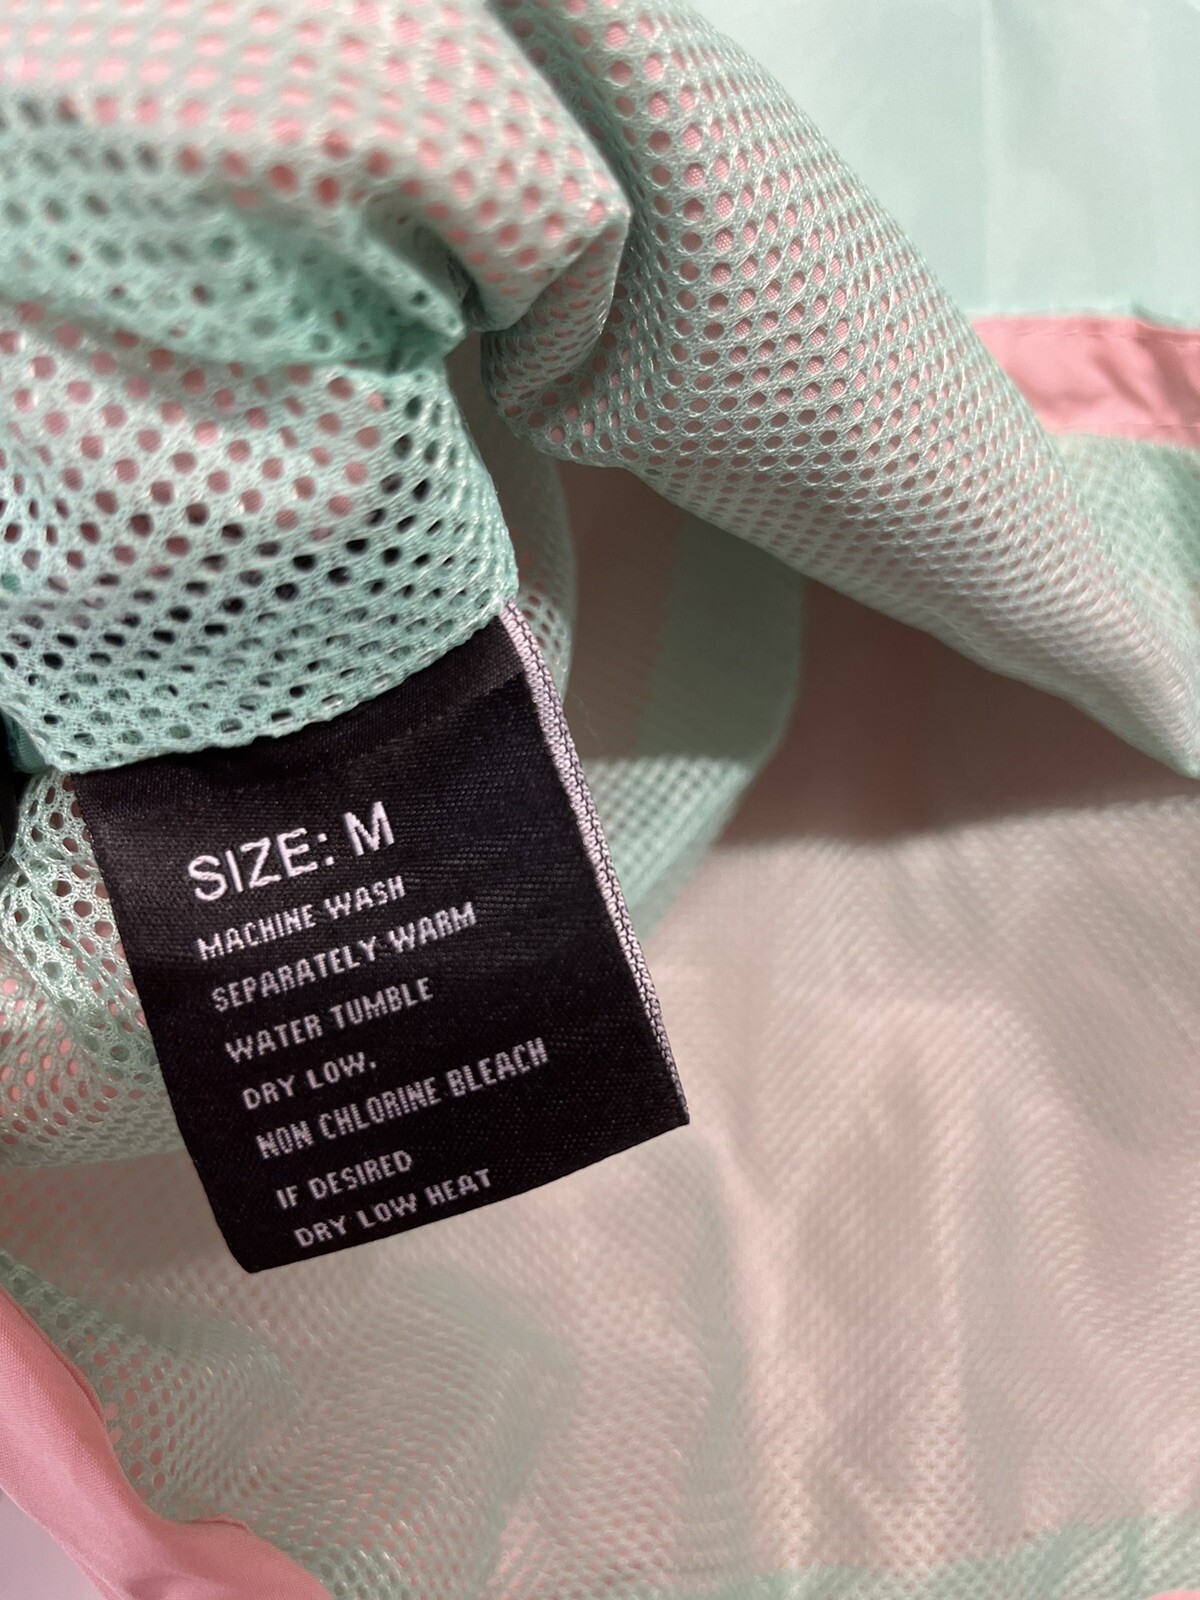 SIZE: M
MACHINE WASH
SEPARATELY WARM
WATER TUMBLE
DRY LOW.
NON CHLORINE BLEACH
IF DESIRED
DRY LOW HEAT